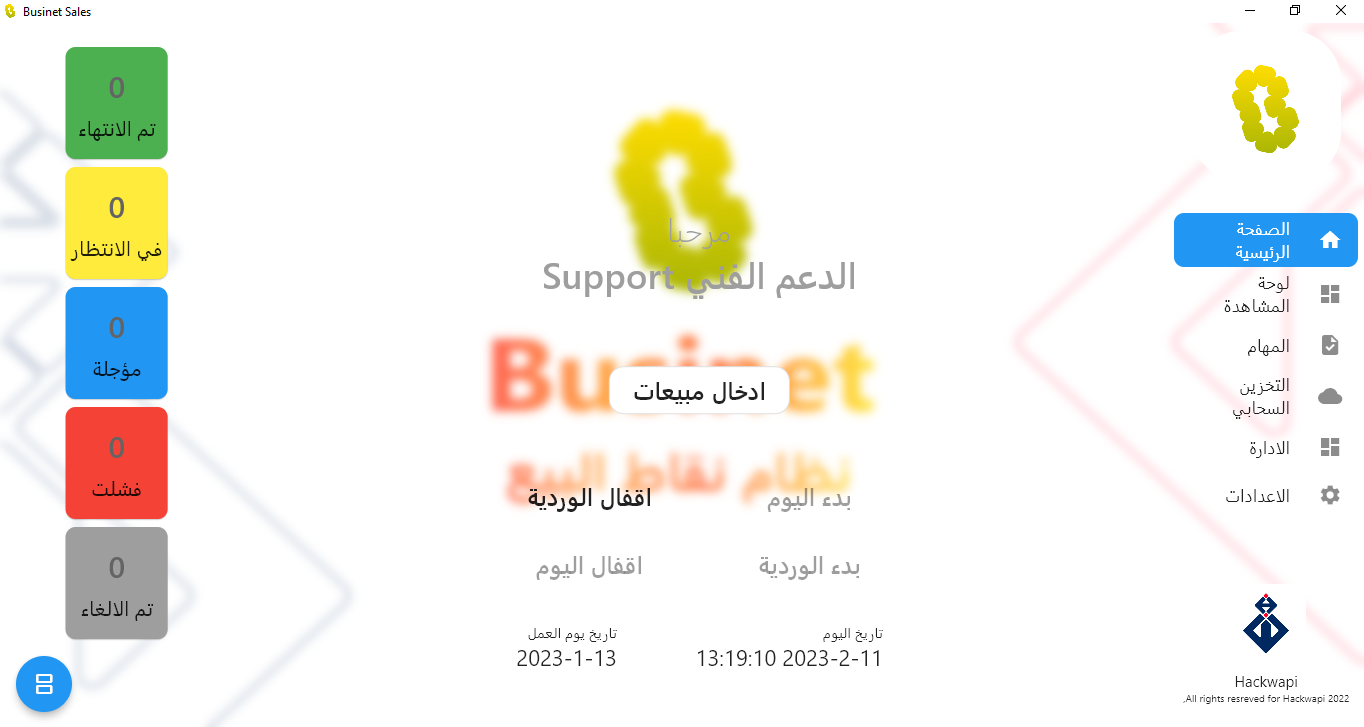 Businet Sales
0
تم الانتهاء
0
في الانتظار
0
مؤجلة
0
فشلت
0
تم الالغاء
مرحبا
الدعم الفني Support
Businet
ادخال مبيعات
نظام نقاط البيع
اقفال الوردية
بدء اليوم
اقفال اليوم
بدء الوردية
تاريخ يوم العمل
2023-1-13
تاريخ اليوم
13:19:10 2023-2-11
الصفحة
الرئيسية
لوحة
المشاهدة
المهام
التخزين
السحابي
الادارة
الاعدادات
Hackwapi
,All rights resreved for Hackwapi 2022